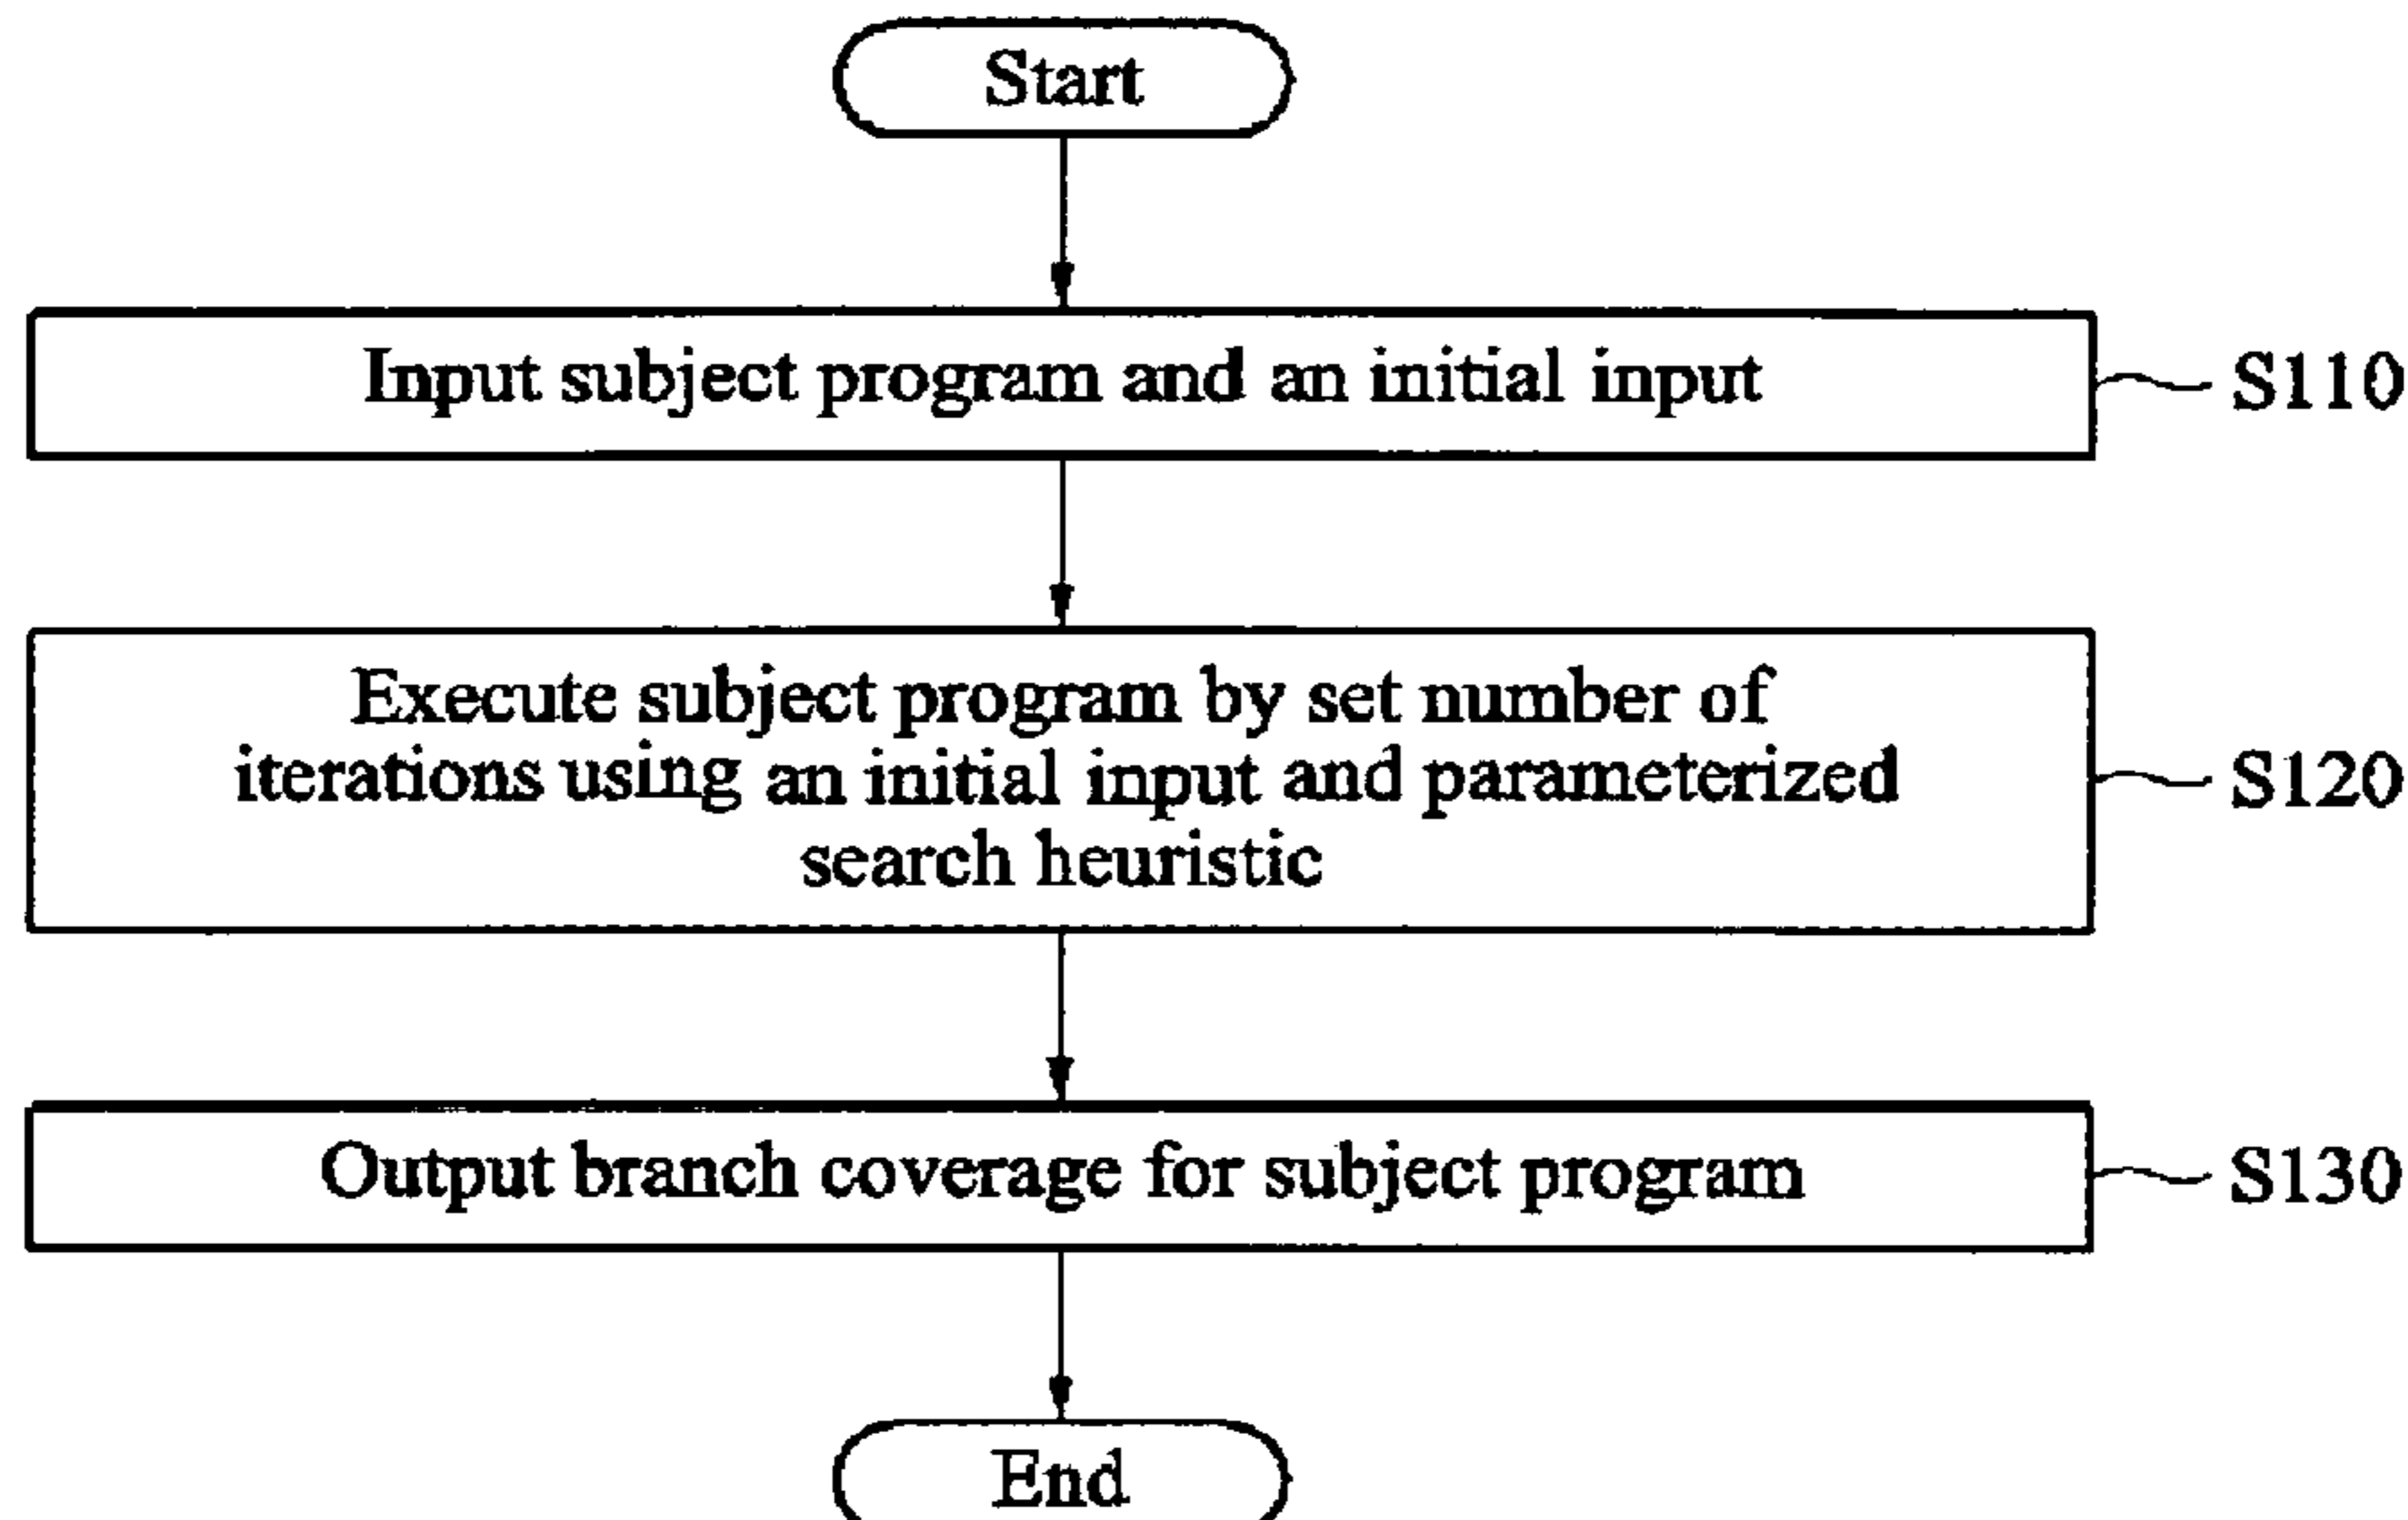 Start
Input subject program and an initial input
S110
Execute subject program by set number of
iterations using an initial input and parameterized
search heuristic
S120
Output branch coverage for subject program
S130
End